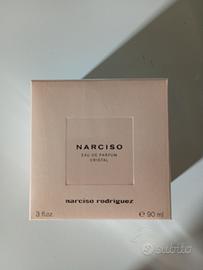 NARCISO
EAU DE PARFUM
CRISTAL
narciso rodriguez
3 fl.oz.
℮ 90 ml
subito